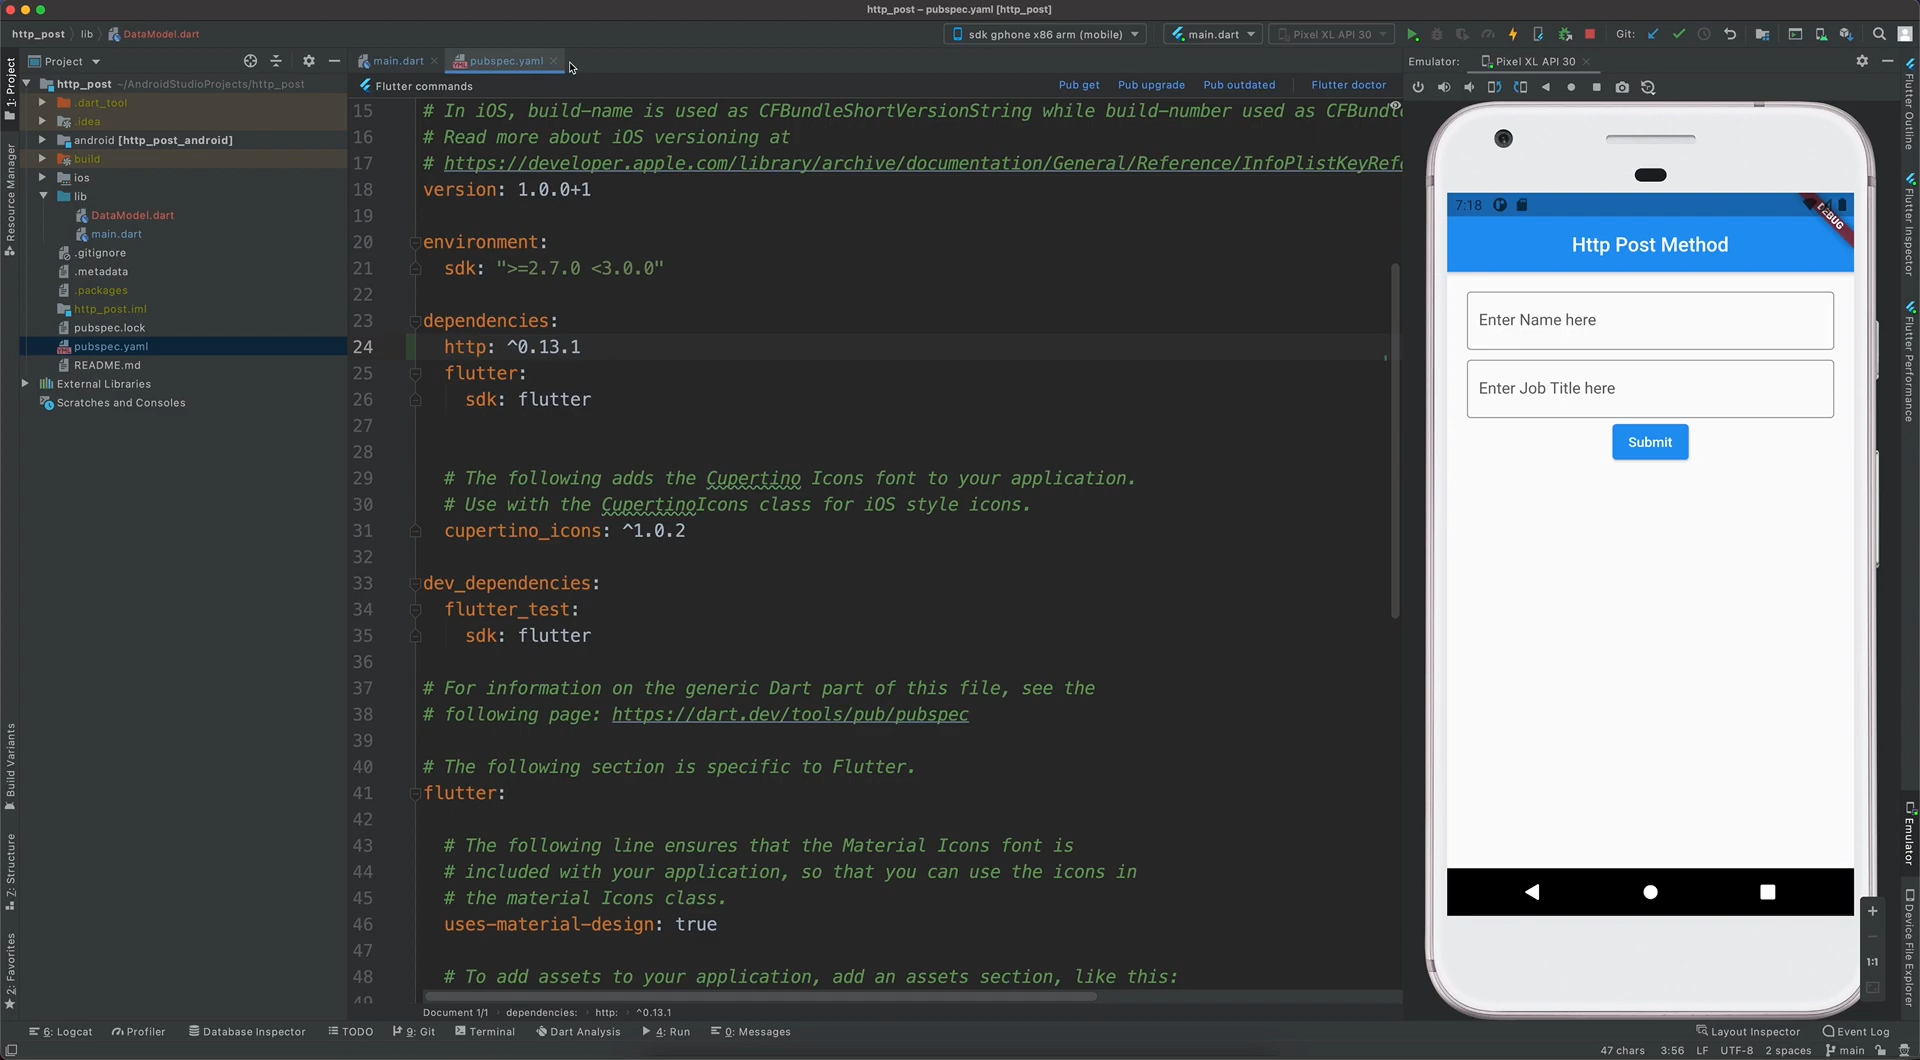 http_post – pubspec.yaml [http_post]
http_post lib DataModel.dart
sdk gphone x86 arm (mobile) main.dart Pixel XL API 30 Git:
Project
main.dart pubspec.yaml
Emulator: Pixel XL API 30
http_post ~/AndroidStudioProjects/http_post
.dart_tool
.idea
android [http_post_android]
build
ios
lib
DataModel.dart
main.dart
.gitignore
.metadata
.packages
http_post.iml
pubspec.lock
pubspec.yaml
README.md
External Libraries
Scratches and Consoles
1: Project
Resource Manager
Build Variants
Z: Structure
2: Favorites
Flutter commands
Pub get Pub upgrade Pub outdated Flutter doctor
15 # In iOS, build-name is used as CFBundleShortVersionString while build-number used as CFBundl
16 # Read more about iOS versioning at
17 # https://developer.apple.com/library/archive/documentation/General/Reference/InfoPlistKeyRefe
18 version: 1.0.0+1
19
20 environment:
21 sdk: ">=2.7.0 <3.0.0"
22
23 dependencies:
24 http: ^0.13.1
25 flutter:
26 sdk: flutter
27
28
29 # The following adds the Cupertino Icons font to your application.
30 # Use with the CupertinoIcons class for iOS style icons.
31 cupertino_icons: ^1.0.2
32
33 dev_dependencies:
34 flutter_test:
35 sdk: flutter
36
37 # For information on the generic Dart part of this file, see the
38 # following page: https://dart.dev/tools/pub/pubspec
39
40 # The following section is specific to Flutter.
41 flutter:
42
43 # The following line ensures that the Material Icons font is
44 # included with your application, so that you can use the icons in
45 # the material Icons class.
46 uses-material-design: true
47
48 # To add assets to your application, add an assets section, like this:
49
Document 1/1 dependencies: http: ^0.13.1
7:18
DEBUG
Http Post Method
Enter Name here
Enter Job Title here
Submit
1:1
Flutter Outline
Flutter Inspector
Flutter Performance
Emulator
Device File Explorer
6: Logcat Profiler Database Inspector TODO 9: Git Terminal Dart Analysis 4: Run 0: Messages
Layout Inspector Event Log
47 chars 3:56 LF UTF-8 2 spaces main